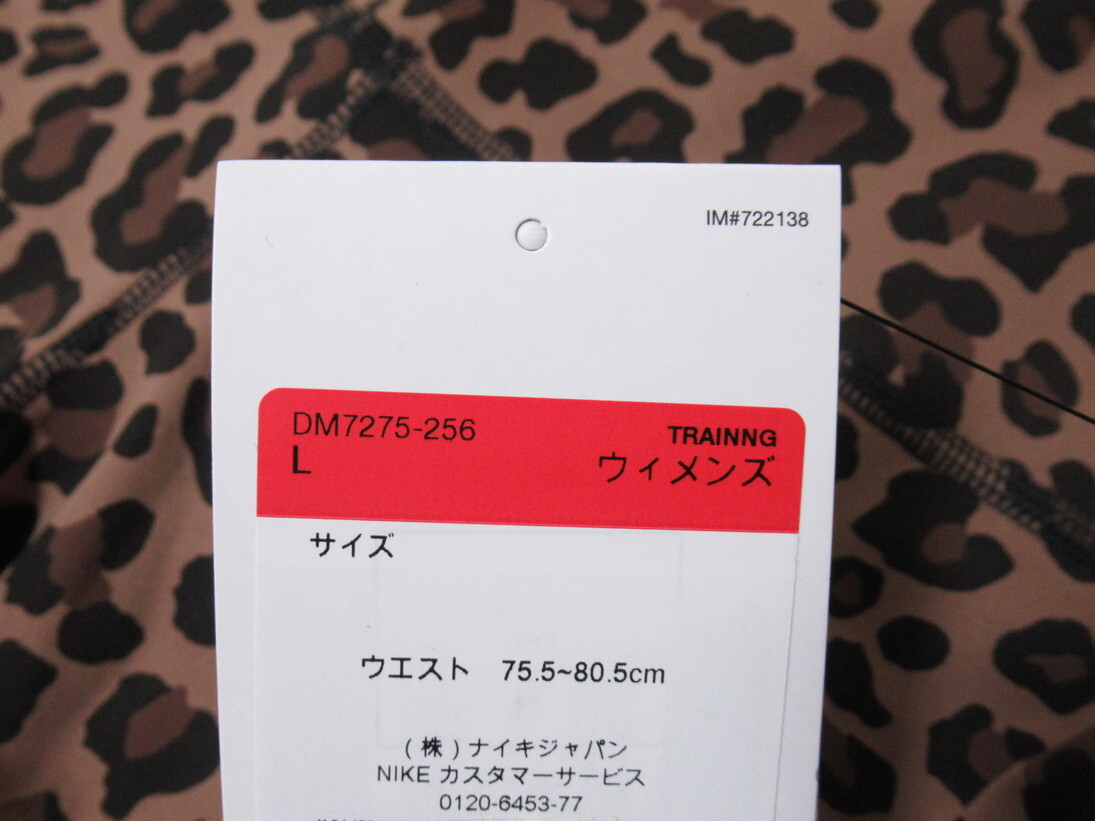 IM#722138
DM7275-256
TRAINNG
L
ウィメンズ
サイズ
ウエスト 75.5~80.5cm
(株)ナイキジャパン
NIKE カスタマーサービス
0120-6453-77